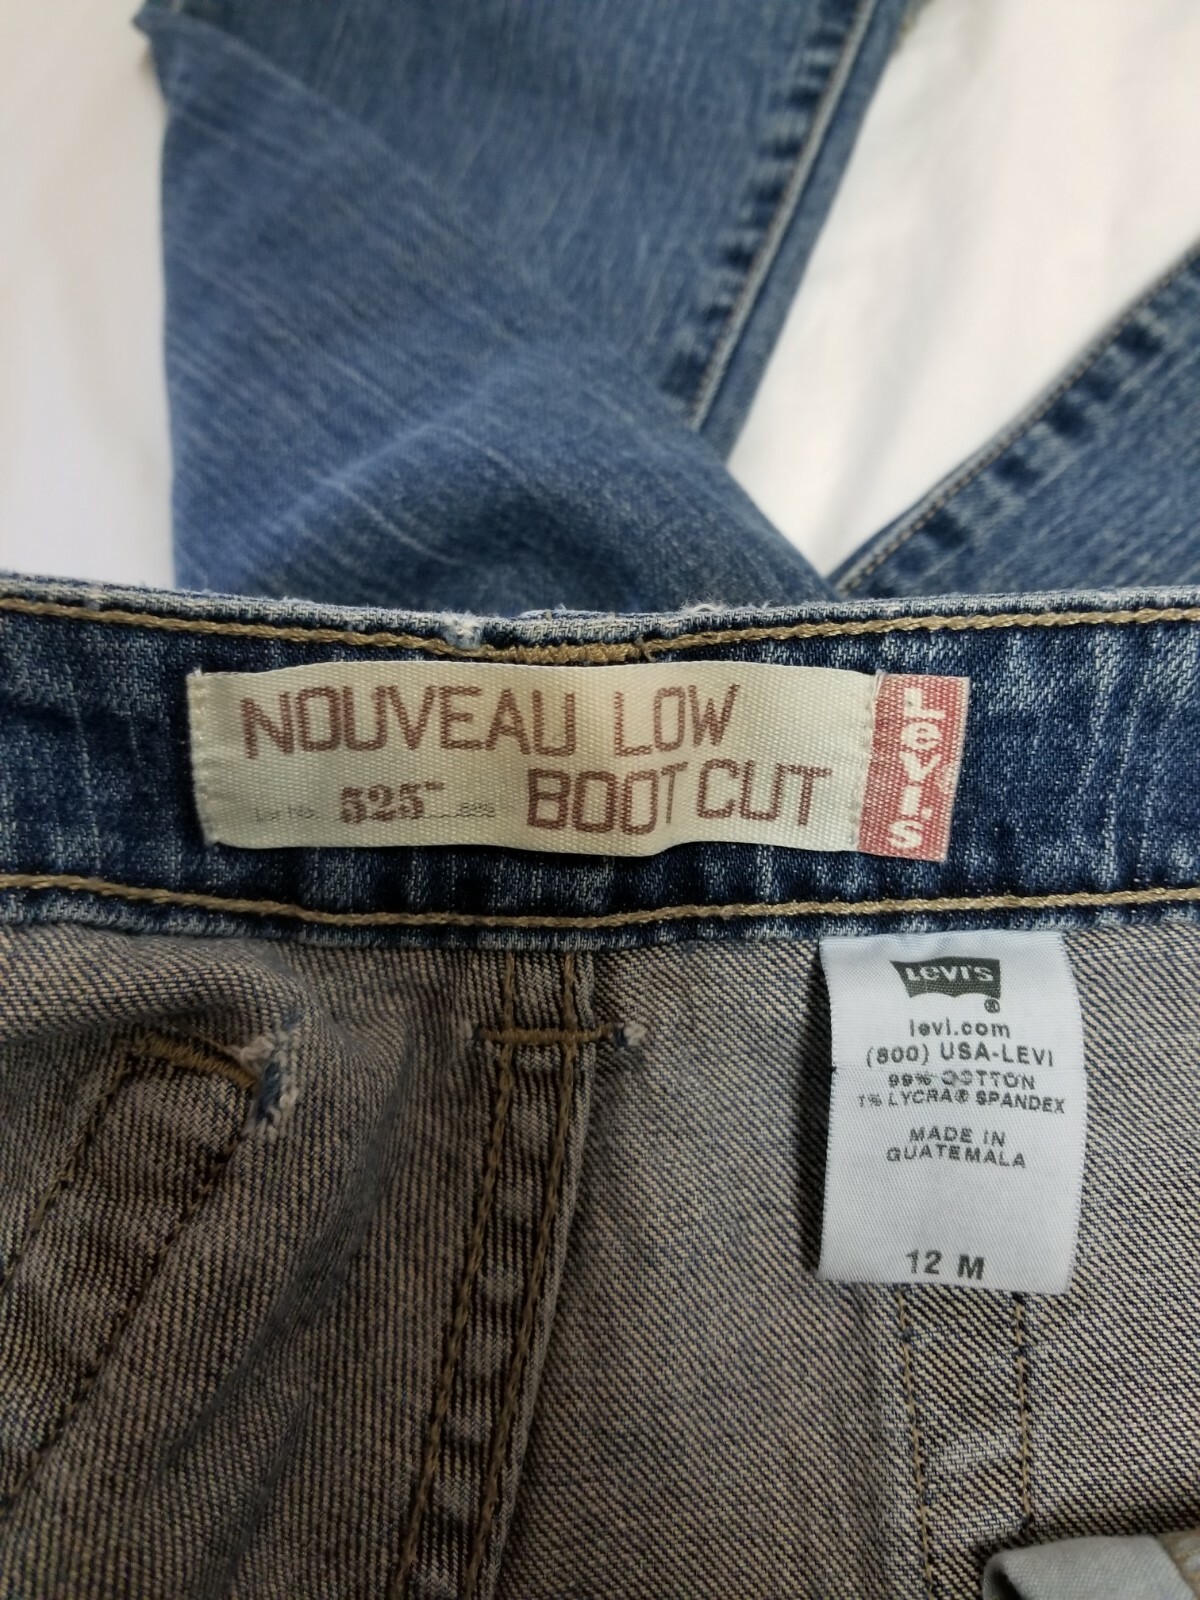 NOUVEAU LOW
525™ BOOT CUT
LEVI'S
LEVI'S
®
levi.com
(800) USA-LEVI
99% COTTON
1% LYCRA® SPANDEX
MADE IN
GUATEMALA
12 M